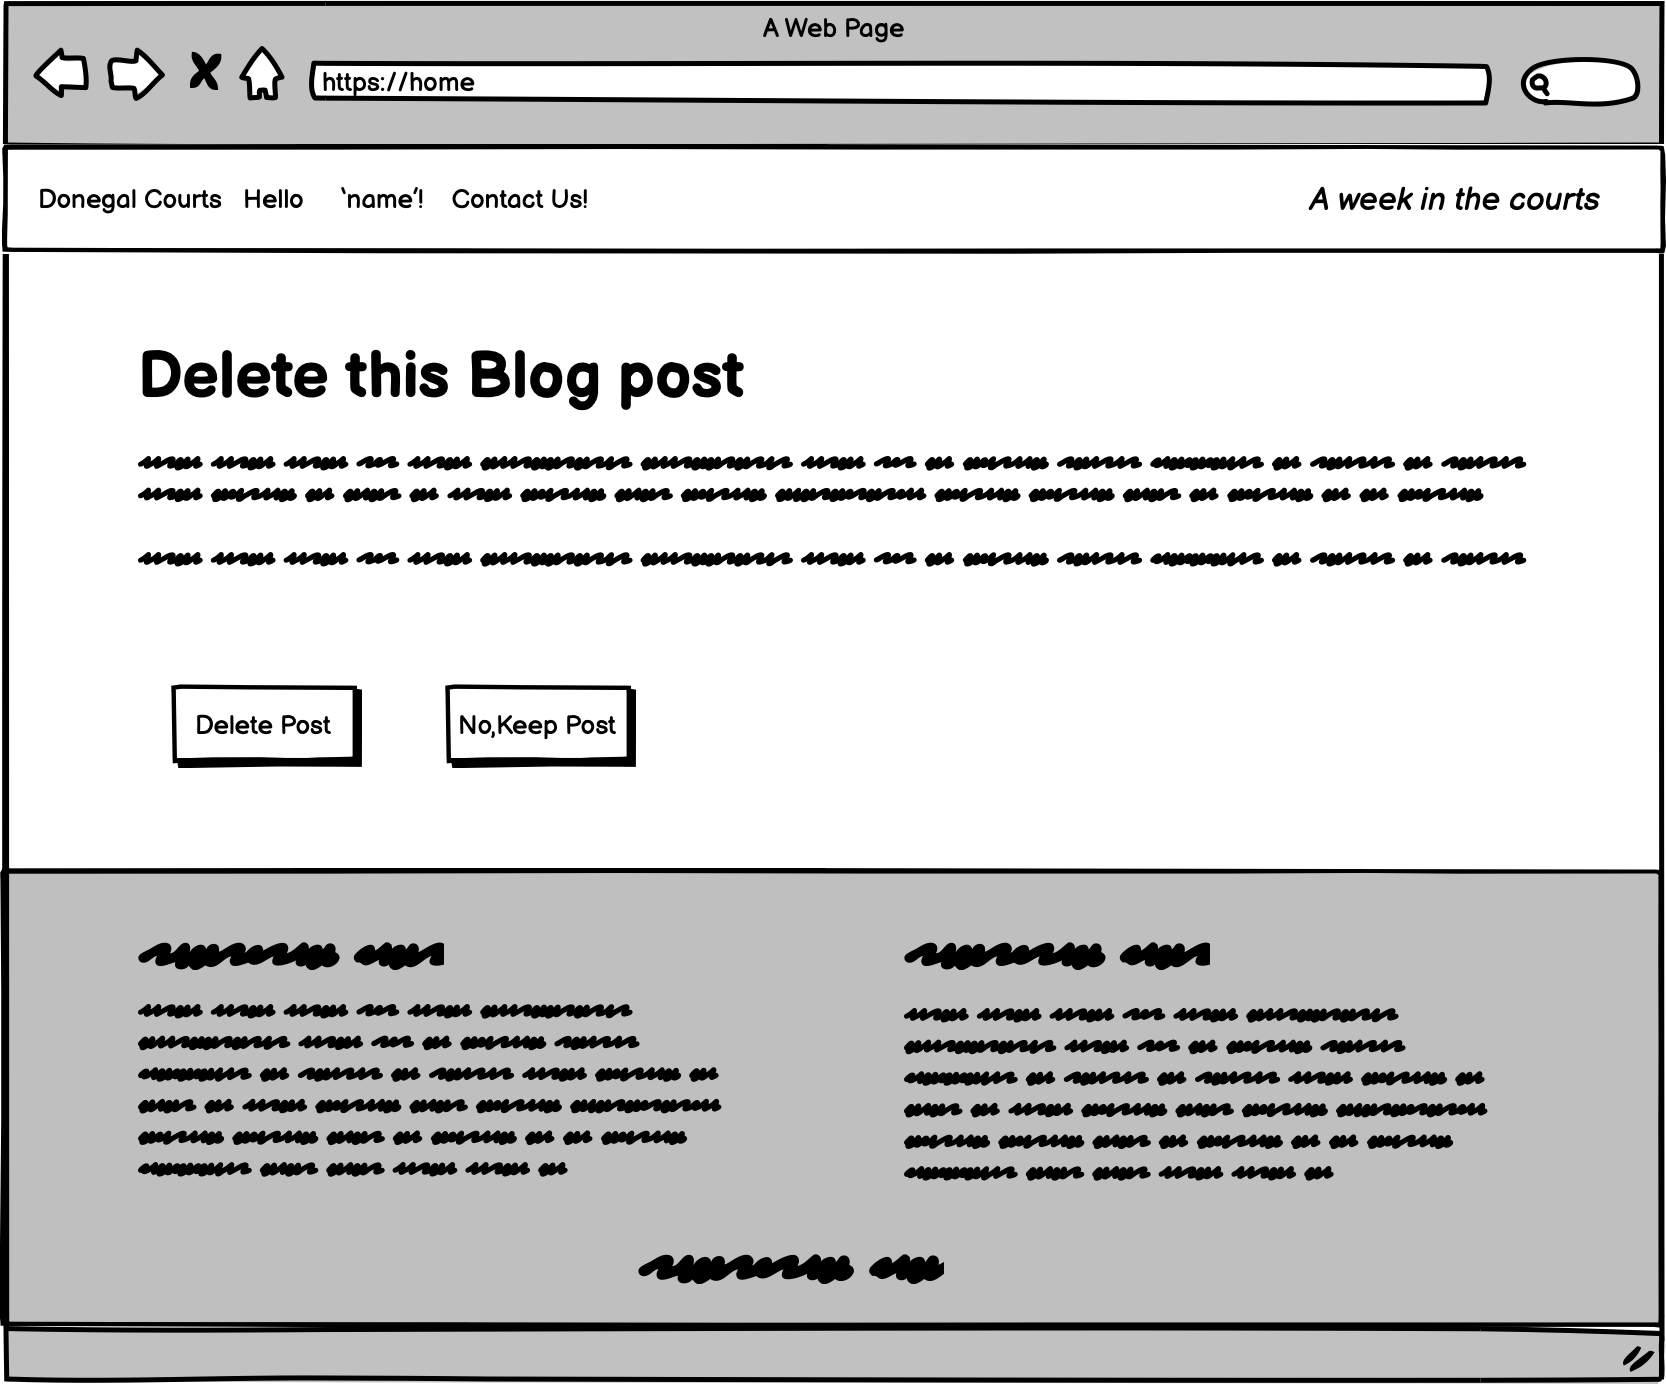 A Web Page
https://home
Donegal Courts Hello 'name'! Contact Us!
A week in the courts
Delete this Blog post
Delete Post
No,Keep Post